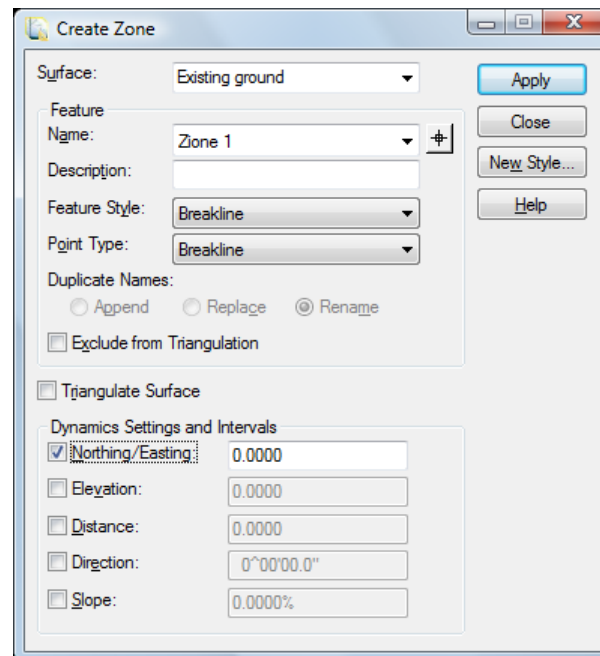 Create Zone
Surface: Existing ground
Apply
Feature
Close
Name: Zione 1
New Style...
Description:
Help
Feature Style: Breakline
Point Type: Breakline
Duplicate Names:
Append Replace Rename
Exclude from Triangulation
Triangulate Surface
Dynamics Settings and Intervals
Northing/Easting: 0.0000
Elevation: 0.0000
Distance: 0.0000
Direction: 0^00'00.0"
Slope: 0.0000%